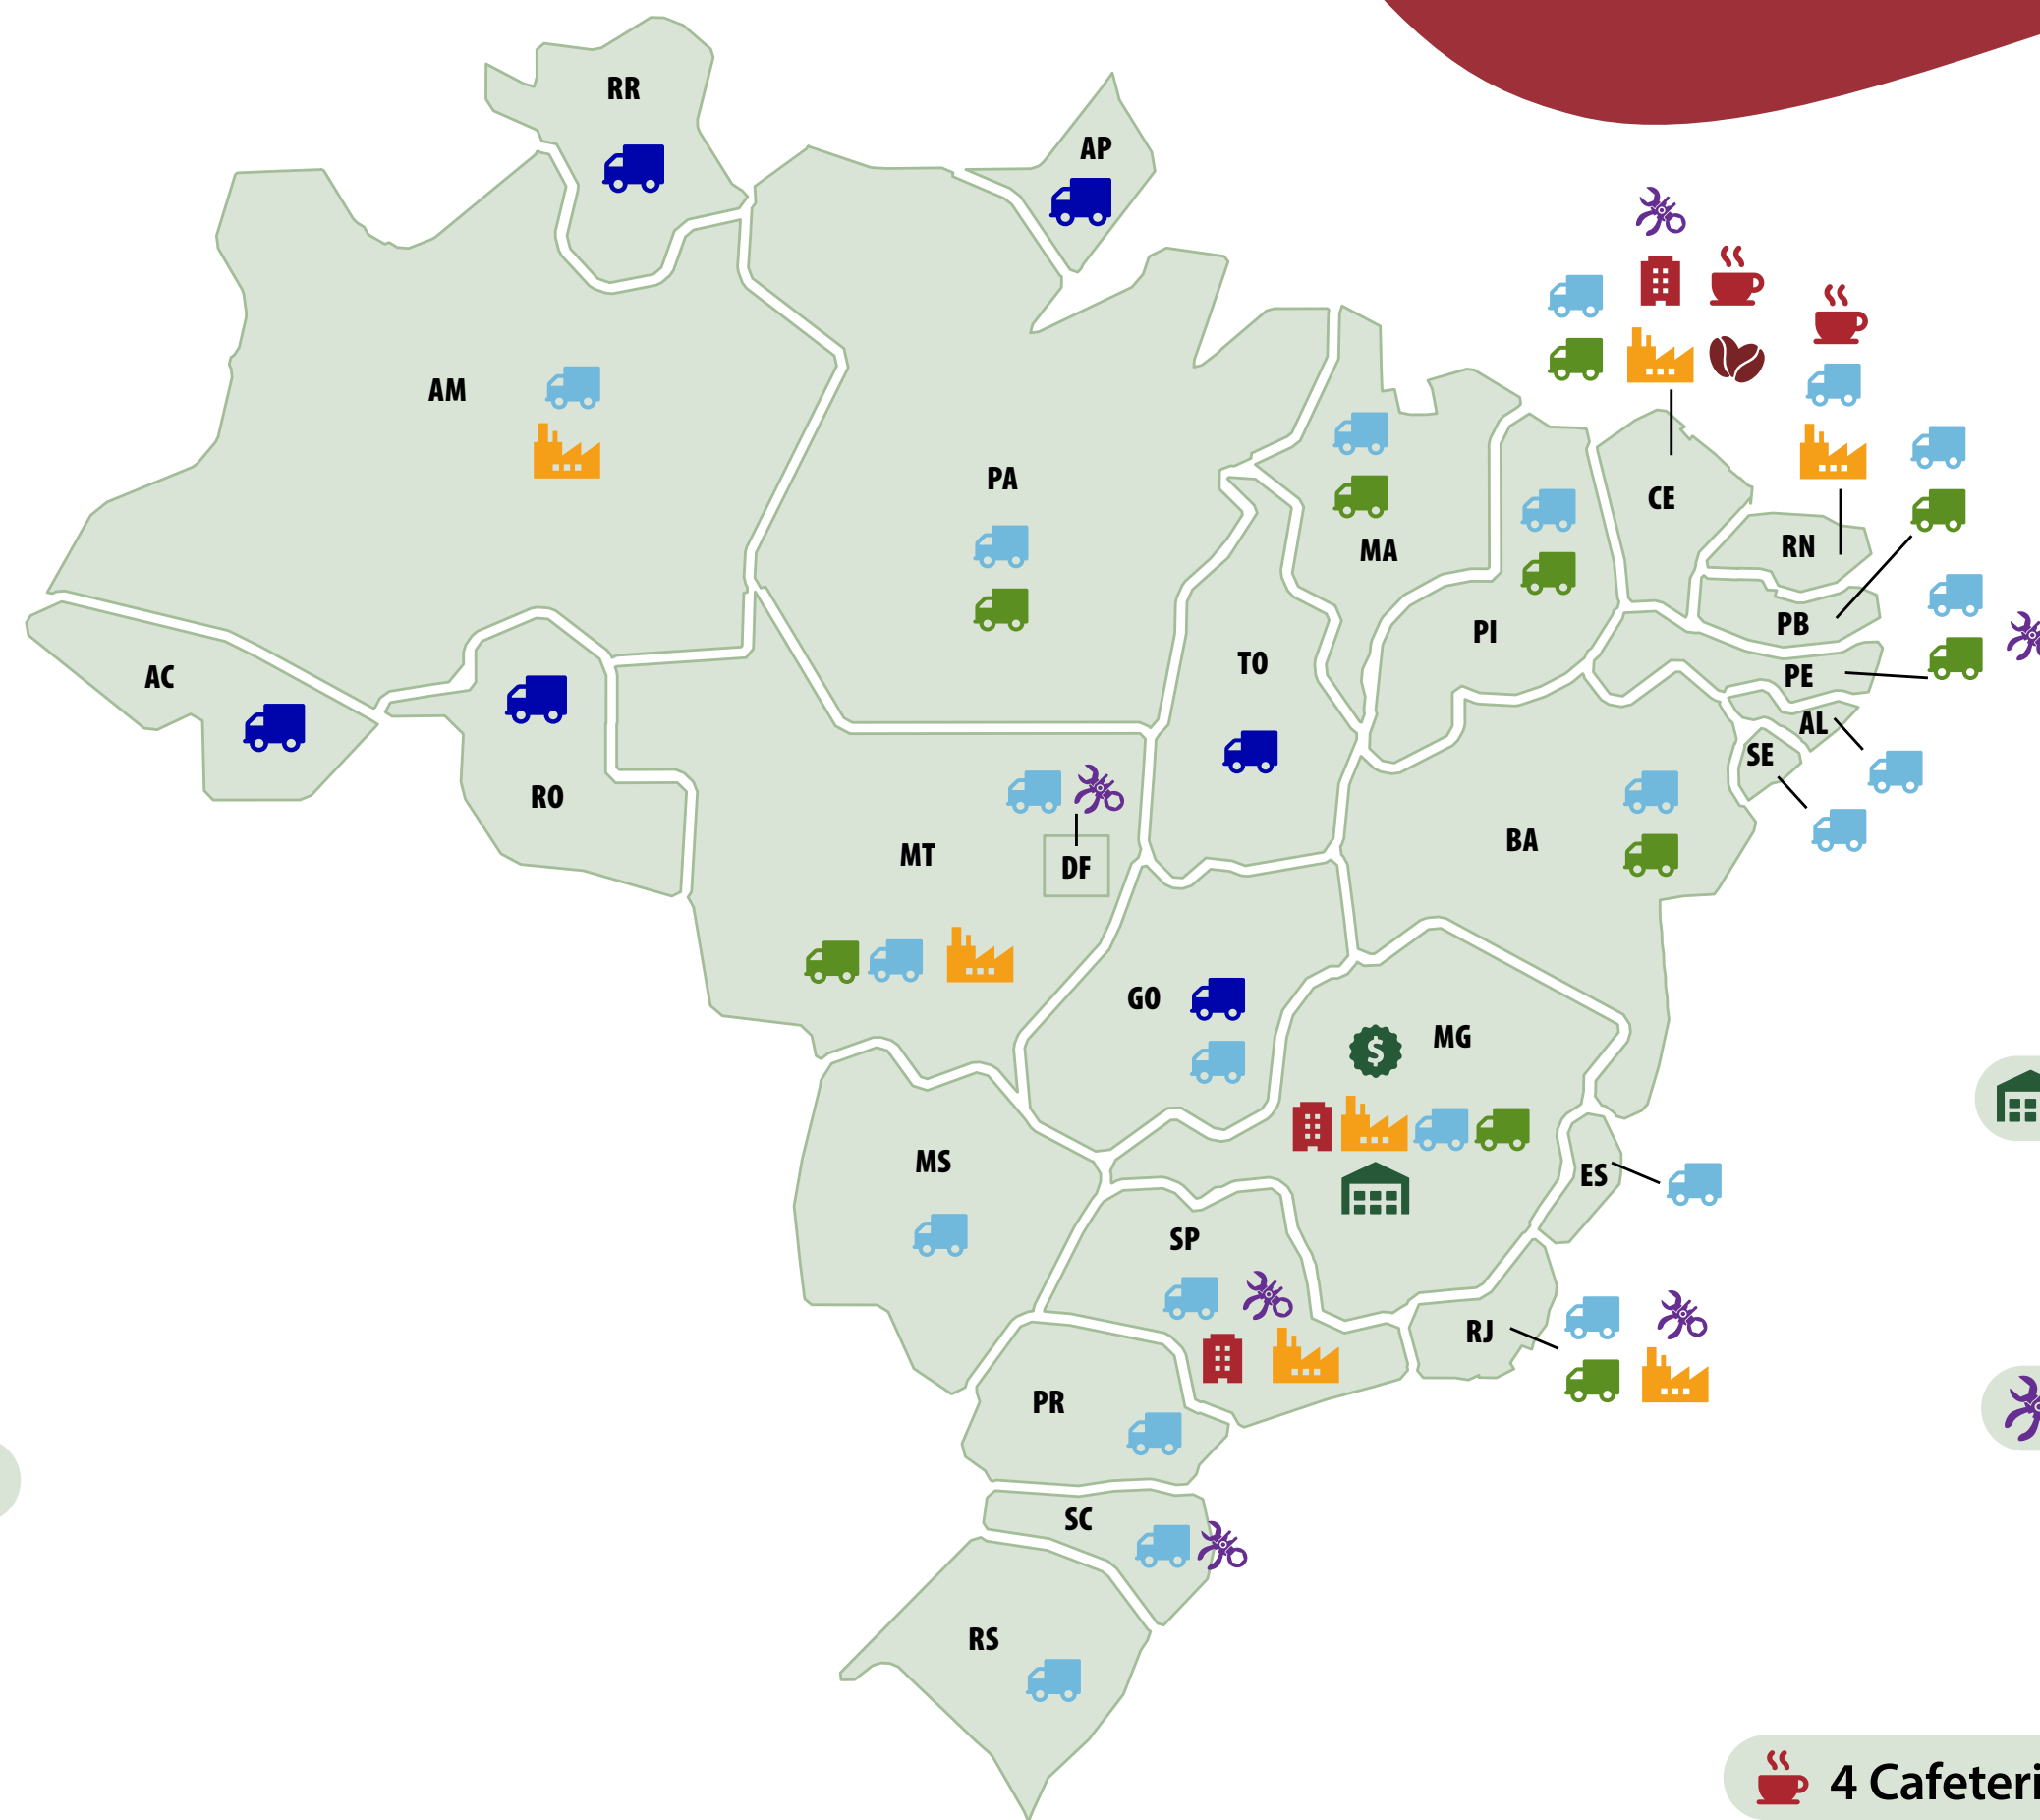 RR
AP
AM
PA
CE
MA
RN
PI
PB
TO
PE
AC
AL
SE
RO
BA
MT
DF
GO
MG
$
MS
ES
SP
RJ
PR
SC
RS
4 Cafeteri